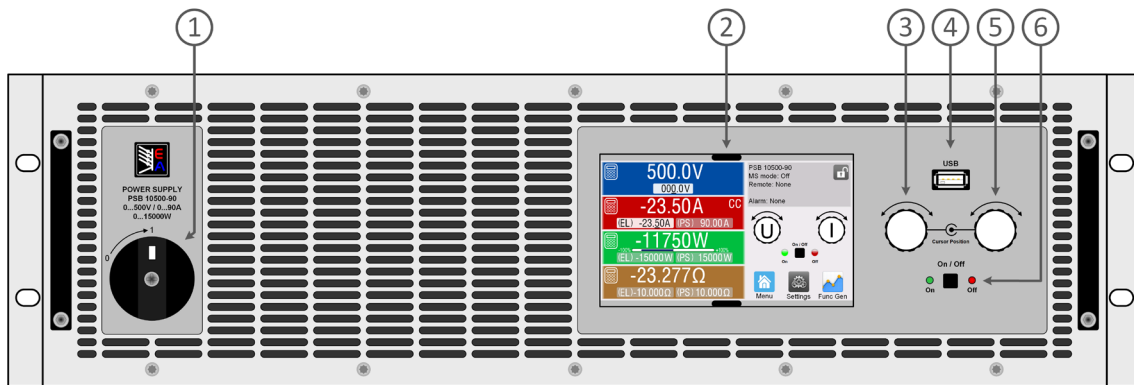 1
2
3
4
5
6
EA
POWER SUPPLY
PSB 10500-90
0...500V / 0...90A
0...15000W
0
1
500.0V
000.0V
-23.50A
CC
(EL) -23.50A
(PS) 90.00A
-11750W
-100%
+100%
(EL)-15000W
(PS) 15000W
-23.277Ω
(EL)-10.000Ω
(PS)10.000Ω
PSB 10500-90
MS mode: Off
Remote: None
Alarm: None
U
I
On / Off
On
Off
Menu
Settings
Func Gen
USB
Cursor Position
On / Off
On
Off